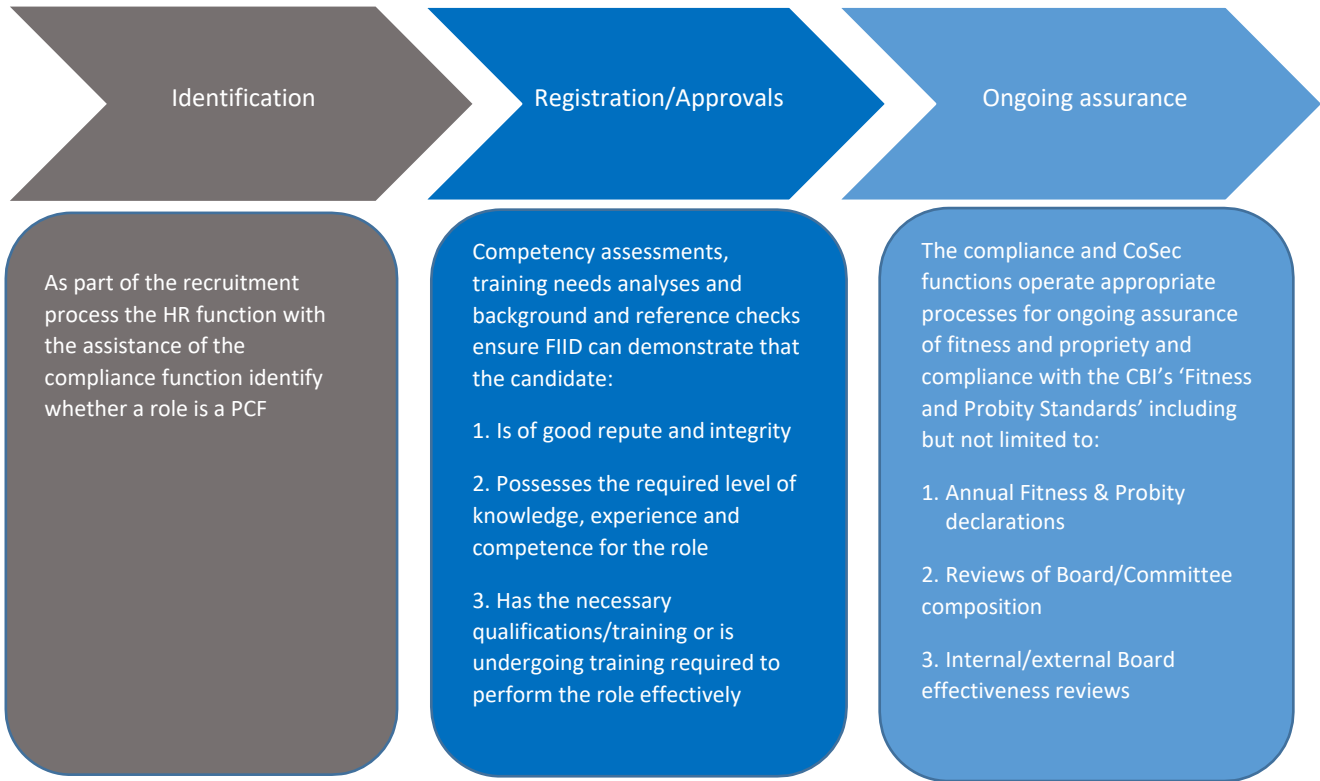 Identification
Registration/Approvals
Ongoing assurance
As part of the recruitment
process the HR function with
the assistance of the
compliance function identify
whether a role is a PCF
Competency assessments,
training needs analyses and
background and reference checks
ensure FIID can demonstrate that
the candidate:
1. Is of good repute and integrity
2. Possesses the required level of
knowledge, experience and
competence for the role
3. Has the necessary
qualifications/training or is
undergoing training required to
perform the role effectively
The compliance and CoSec
functions operate appropriate
processes for ongoing assurance
of fitness and propriety and
compliance with the CBI’s ‘Fitness
and Probity Standards’ including
but not limited to:
1. Annual Fitness & Probity
declarations
2. Reviews of Board/Committee
composition
3. Internal/external Board
effectiveness reviews